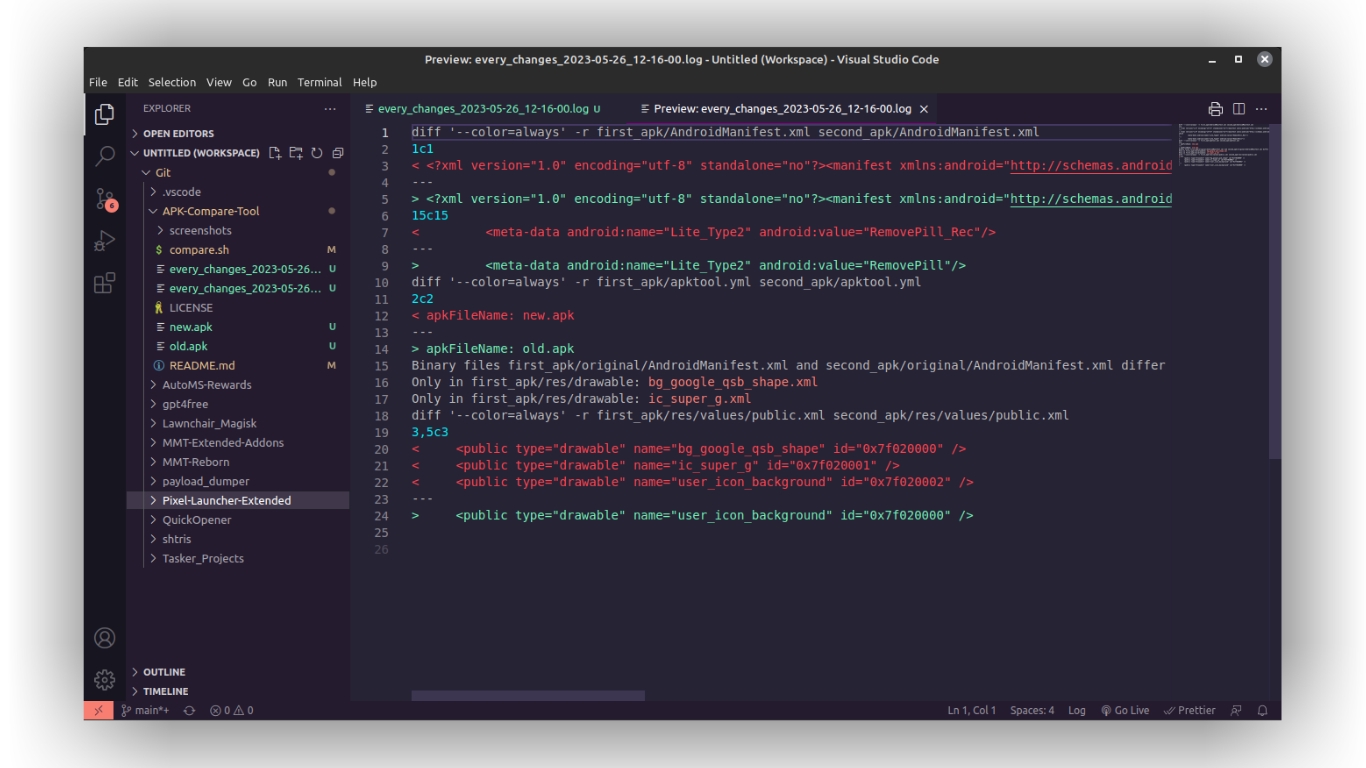 Preview: every_changes_2023-05-26_12-16-00.log - Untitled (Workspace) - Visual Studio Code
File Edit Selection View Go Run Terminal Help
EXPLORER
OPEN EDITORS
UNTITLED (WORKSPACE)
Git
.vscode
APK-Compare-Tool
screenshots
$ compare.sh M
every_changes_2023-05-26... U
every_changes_2023-05-26... U
LICENSE
new.apk U
old.apk U
README.md M
AutoMS-Rewards
gpt4free
Lawnchair_Magisk
MMT-Extended-Addons
MMT-Reborn
payload_dumper
Pixel-Launcher-Extended
QuickOpener
shtris
Tasker_Projects
OUTLINE
TIMELINE
6
every_changes_2023-05-26_12-16-00.log U
Preview: every_changes_2023-05-26_12-16-00.log
1 diff '--color=always' -r first_apk/AndroidManifest.xml second_apk/AndroidManifest.xml
2 1c1
3 < <?xml version="1.0" encoding="utf-8" standalone="no"?><manifest xmlns:android="http://schemas.android
4 ---
5 > <?xml version="1.0" encoding="utf-8" standalone="no"?><manifest xmlns:android="http://schemas.android
6 15c15
7 <         <meta-data android:name="Lite_Type2" android:value="RemovePill_Rec"/>
8 ---
9 >         <meta-data android:name="Lite_Type2" android:value="RemovePill"/>
10 diff '--color=always' -r first_apk/apktool.yml second_apk/apktool.yml
11 2c2
12 < apkFileName: new.apk
13 ---
14 > apkFileName: old.apk
15 Binary files first_apk/original/AndroidManifest.xml and second_apk/original/AndroidManifest.xml differ
16 Only in first_apk/res/drawable: bg_google_qsb_shape.xml
17 Only in first_apk/res/drawable: ic_super_g.xml
18 diff '--color=always' -r first_apk/res/values/public.xml second_apk/res/values/public.xml
19 3,5c3
20 <     <public type="drawable" name="bg_google_qsb_shape" id="0x7f020000" />
21 <     <public type="drawable" name="ic_super_g" id="0x7f020001" />
22 <     <public type="drawable" name="user_icon_background" id="0x7f020002" />
23 ---
24 >     <public type="drawable" name="user_icon_background" id="0x7f020000" />
25
26
main*+ 0 0 Ln 1, Col 1 Spaces: 4 Log Go Live Prettier